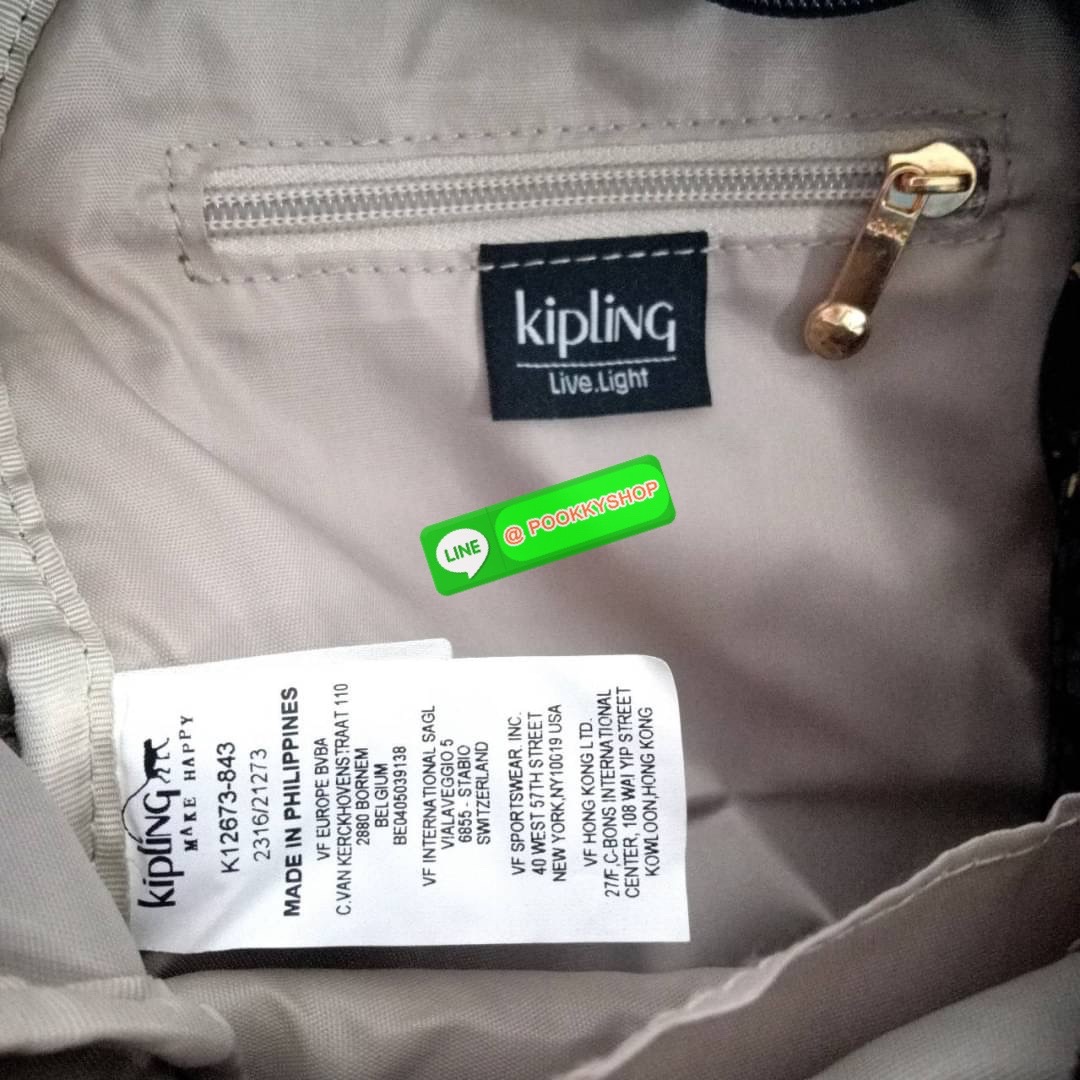 kipling
Live.Light
LINE
@ POOKKYSHOP
kipling
MAKE HAPPY
K12673-843
2316/21273
MADE IN PHILIPPINES
VF EUROPE BVBA
C.VAN KERCKHOVENSTRAAT 110
2880 BORNEM
BELGIUM
BE0405039138
VF INTERNATIONAL SAGL
VIALAVEGGIO 5
6855 - STABIO
SWITZERLAND
VF SPORTSWEAR INC.
40 WEST 57TH STREET
NEW YORK,NY10019 USA
VF HONG KONG LTD.
27/F,C-BONS INTERNATIONAL
CENTER, 108 WAI YIP STREET
KOWLOON,HONG KONG